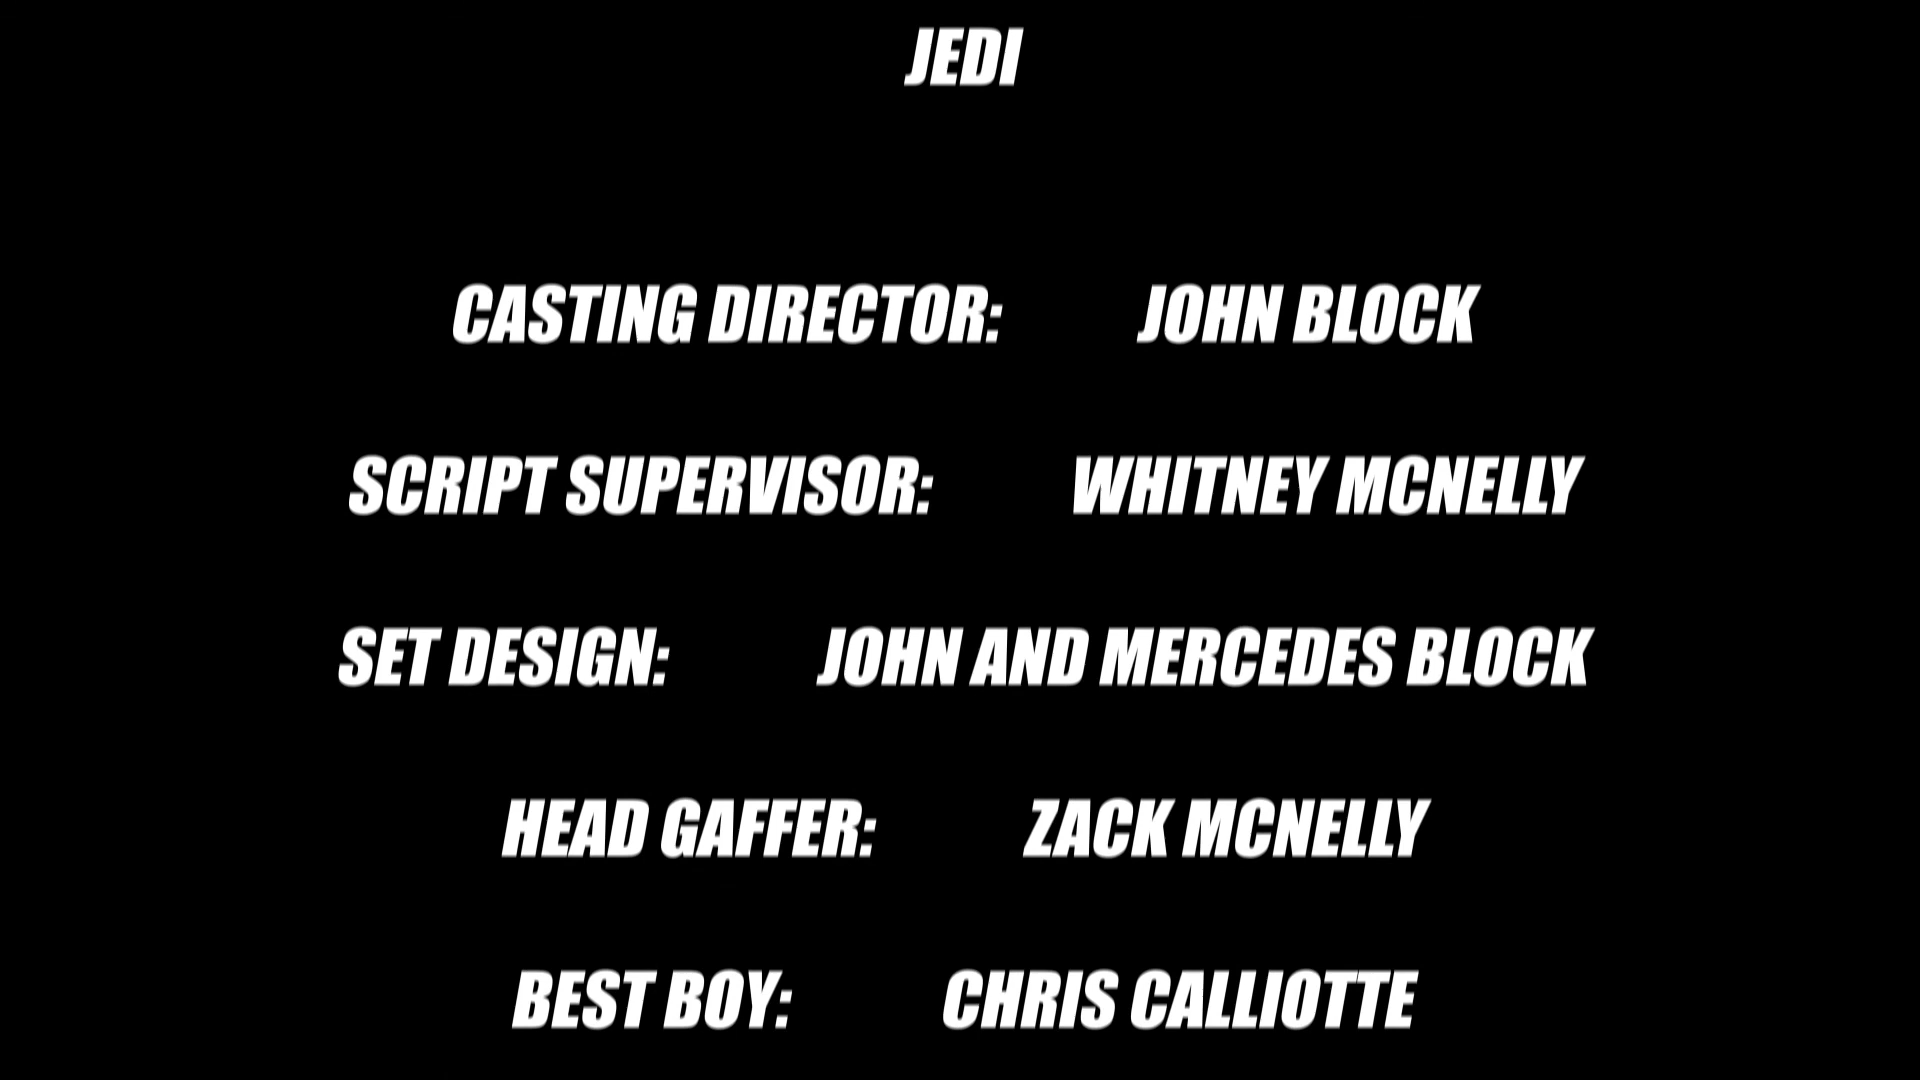 JEDI
CASTING DIRECTOR: JOHN BLOCK
SCRIPT SUPERVISOR: WHITNEY MCNELLY
SET DESIGN: JOHN AND MERCEDES BLOCK
HEAD GAFFER: ZACK MCNELLY
BEST BOY: CHRIS CALLIOTTE